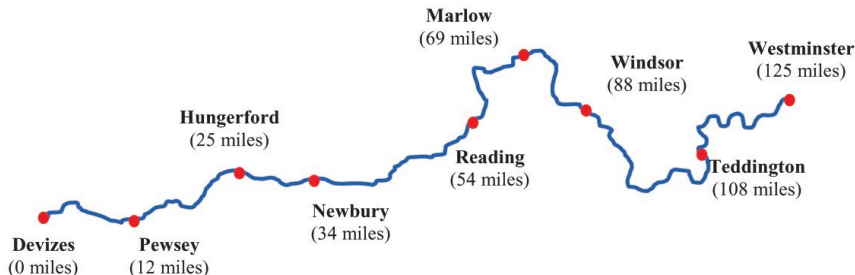 Marlow
(69 miles)
Windsor
(88 miles)
Westminster
(125 miles)
Hungerford
(25 miles)
Reading
(54 miles)
Teddington
(108 miles)
Newbury
(34 miles)
Devizes
(0 miles)
Pewsey
(12 miles)